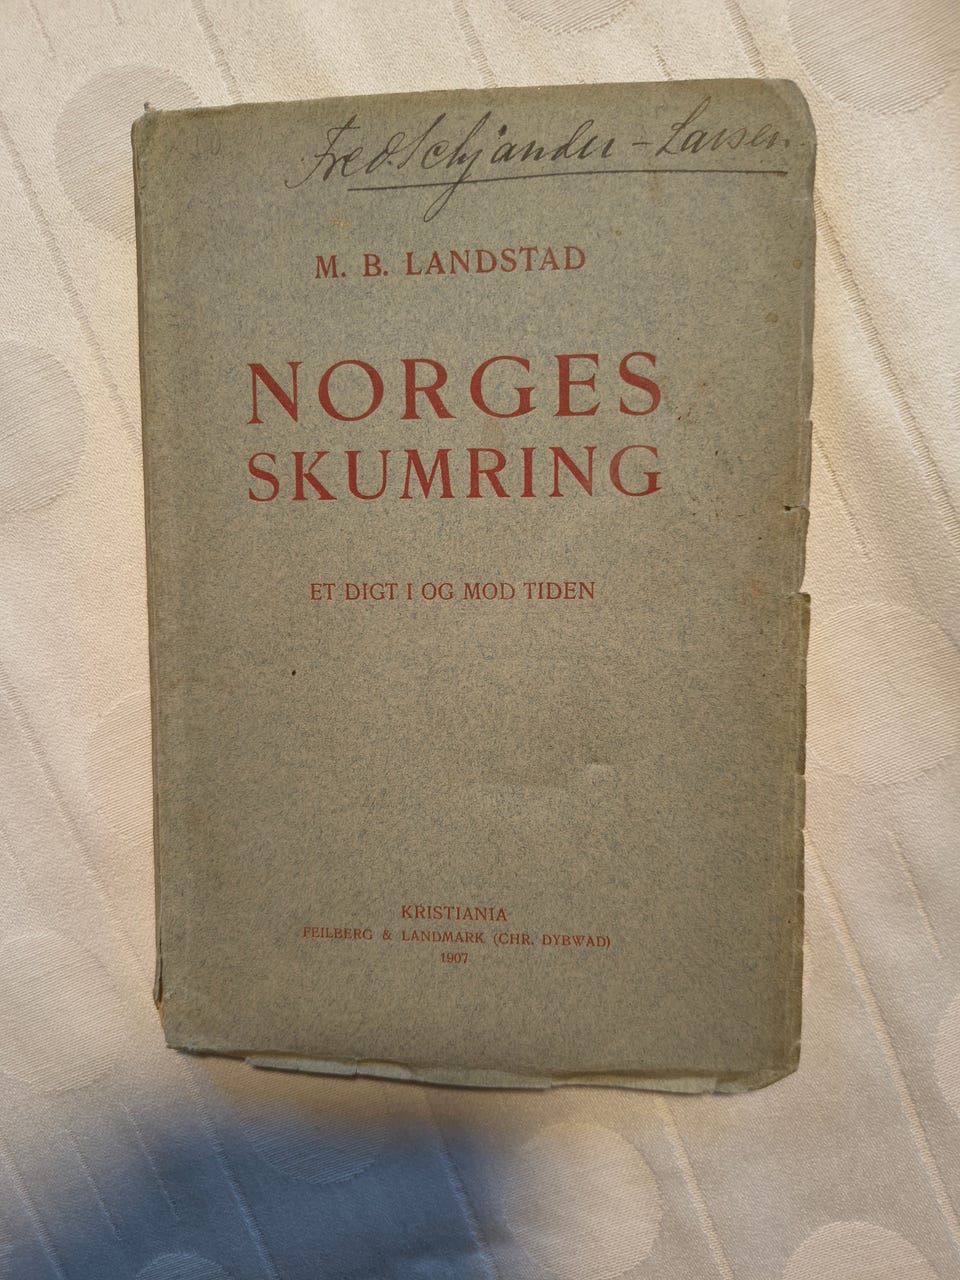 Fred. Schjander-Larsen.
M. B. LANDSTAD
NORGES
SKUMRING
ET DIGT I OG MOD TIDEN
KRISTIANIA
FEILBERG & LANDMARK (CHR. DYBWAD)
1907